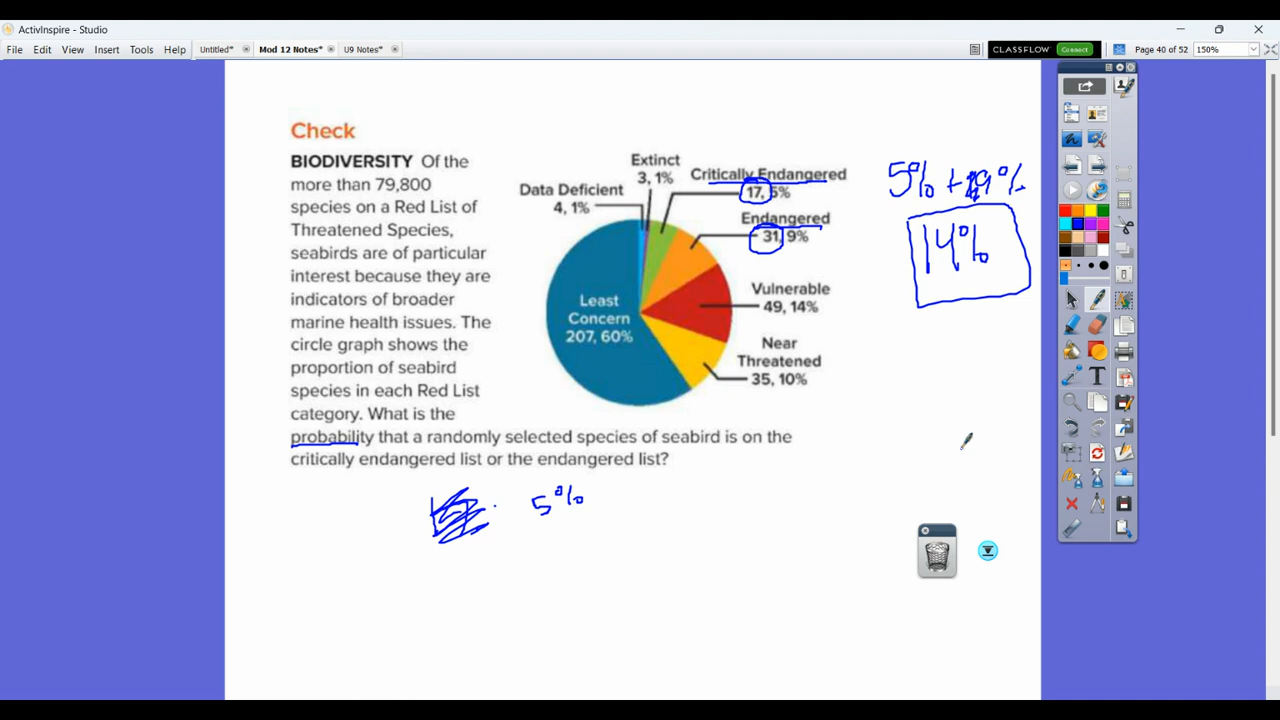 ActivInspire - Studio
File Edit View Insert Tools Help
Untitled* Mod 12 Notes* U9 Notes*
CLASSFLOW Connect
Page 40 of 52
150%
Check
BIODIVERSITY Of the
more than 79,800
species on a Red List of
Threatened Species,
seabirds are of particular
interest because they are
indicators of broader
marine health issues. The
circle graph shows the
proportion of seabird
species in each Red List
category. What is the
probability that a randomly selected species of seabird is on the
critically endangered list or the endangered list?
Extinct
3, 1%
Critically Endangered
17, 5%
Data Deficient
4, 1%
Endangered
31, 9%
Vulnerable
49, 14%
Least
Concern
207, 60%
Near
Threatened
35, 10%
5% + 9%
14%
5%